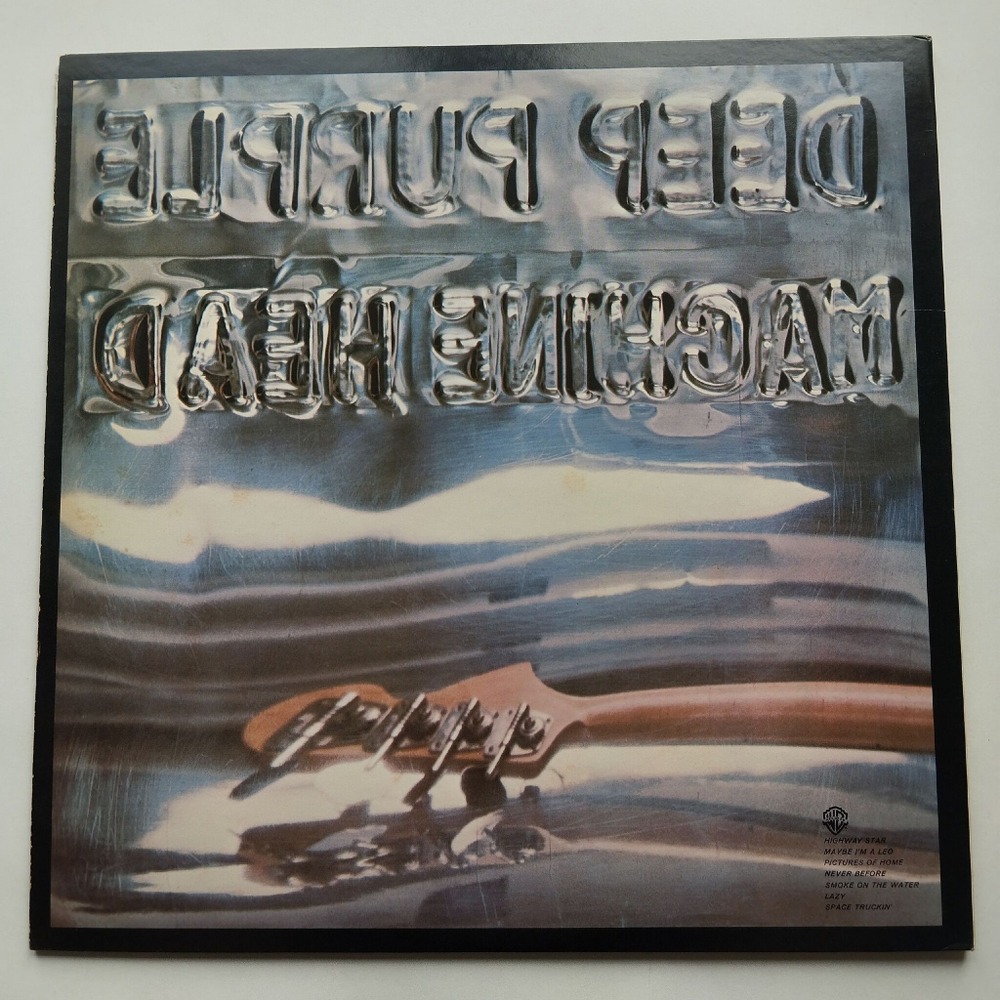 DEEP PURPLE
MACHINE HEAD
HIGHWAY STAR
MAYBE I'M A LEO
PICTURES OF HOME
NEVER BEFORE
SMOKE ON THE WATER
LAZY
SPACE TRUCKIN'